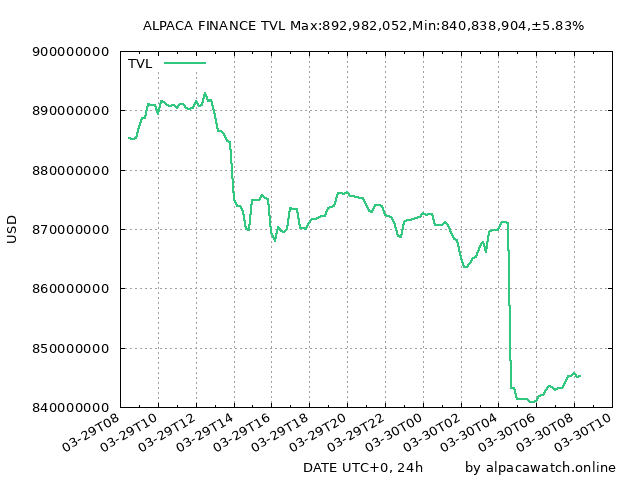 ALPACA FINANCE TVL Max:892,982,052,Min:840,838,904,±5.83%
900000000
TVL
890000000
880000000
870000000
860000000
850000000
840000000
USD
03-29T08
03-29T10
03-29T12
03-29T14
03-29T16
03-29T18
03-29T20
03-29T22
03-30T00
03-30T02
03-30T04
03-30T06
03-30T08
03-30T10
DATE UTC+0, 24h
by alpacawatch.online